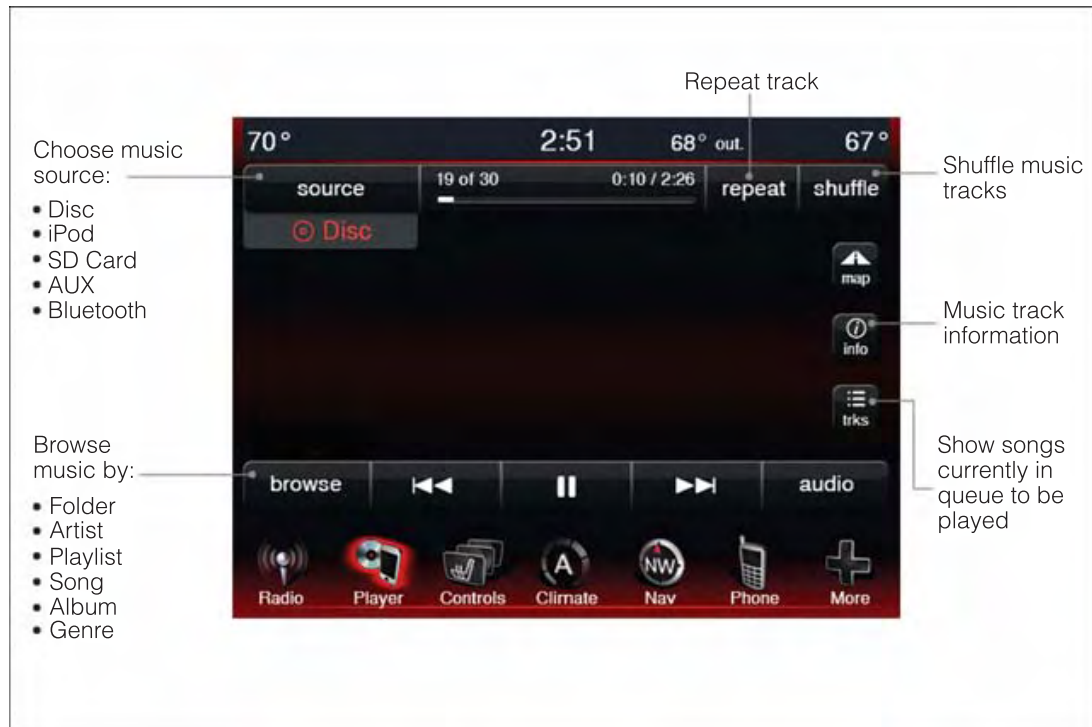 Repeat track
Choose music
source:
• Disc
• iPod
• SD Card
• AUX
• Bluetooth
70° 2:51 68° out. 67°
source 19 of 30 0:10 / 2:26 repeat shuffle
Disc
Shuffle music
tracks
map
info
Music track
information
trks
Show songs
currently in
queue to be
played
Browse
music by:
• Folder
• Artist
• Playlist
• Song
• Album
• Genre
browse audio
A NW
Radio Player Controls Climate Nav Phone More